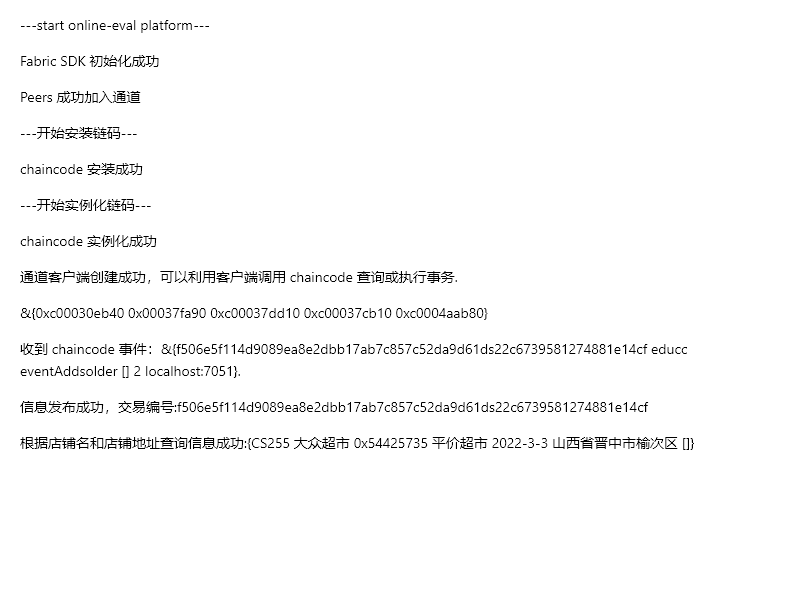 ---start online-eval platform---
Fabric SDK 初始化成功
Peers 成功加入通道
---开始安装链码---
chaincode 安装成功
---开始实例化链码---
chaincode 实例化成功
通道客户端创建成功，可以利用客户端调用 chaincode 查询或执行事务.
&{0xc00030eb40 0x00037fa90 0xc00037dd10 0xc00037cb10 0xc0004aab80}
收到 chaincode 事件：&{f506e5f114d9089ea8e2dbb17ab7c857c52da9d61ds22c6739581274881e14cf educc
eventAddsolder [] 2 localhost:7051}.
信息发布成功，交易编号:f506e5f114d9089ea8e2dbb17ab7c857c52da9d61ds22c6739581274881e14cf
根据店铺名和店铺地址查询信息成功:{CS255 大众超市 0x54425735 平价超市 2022-3-3 山西省晋中市榆次区 []}